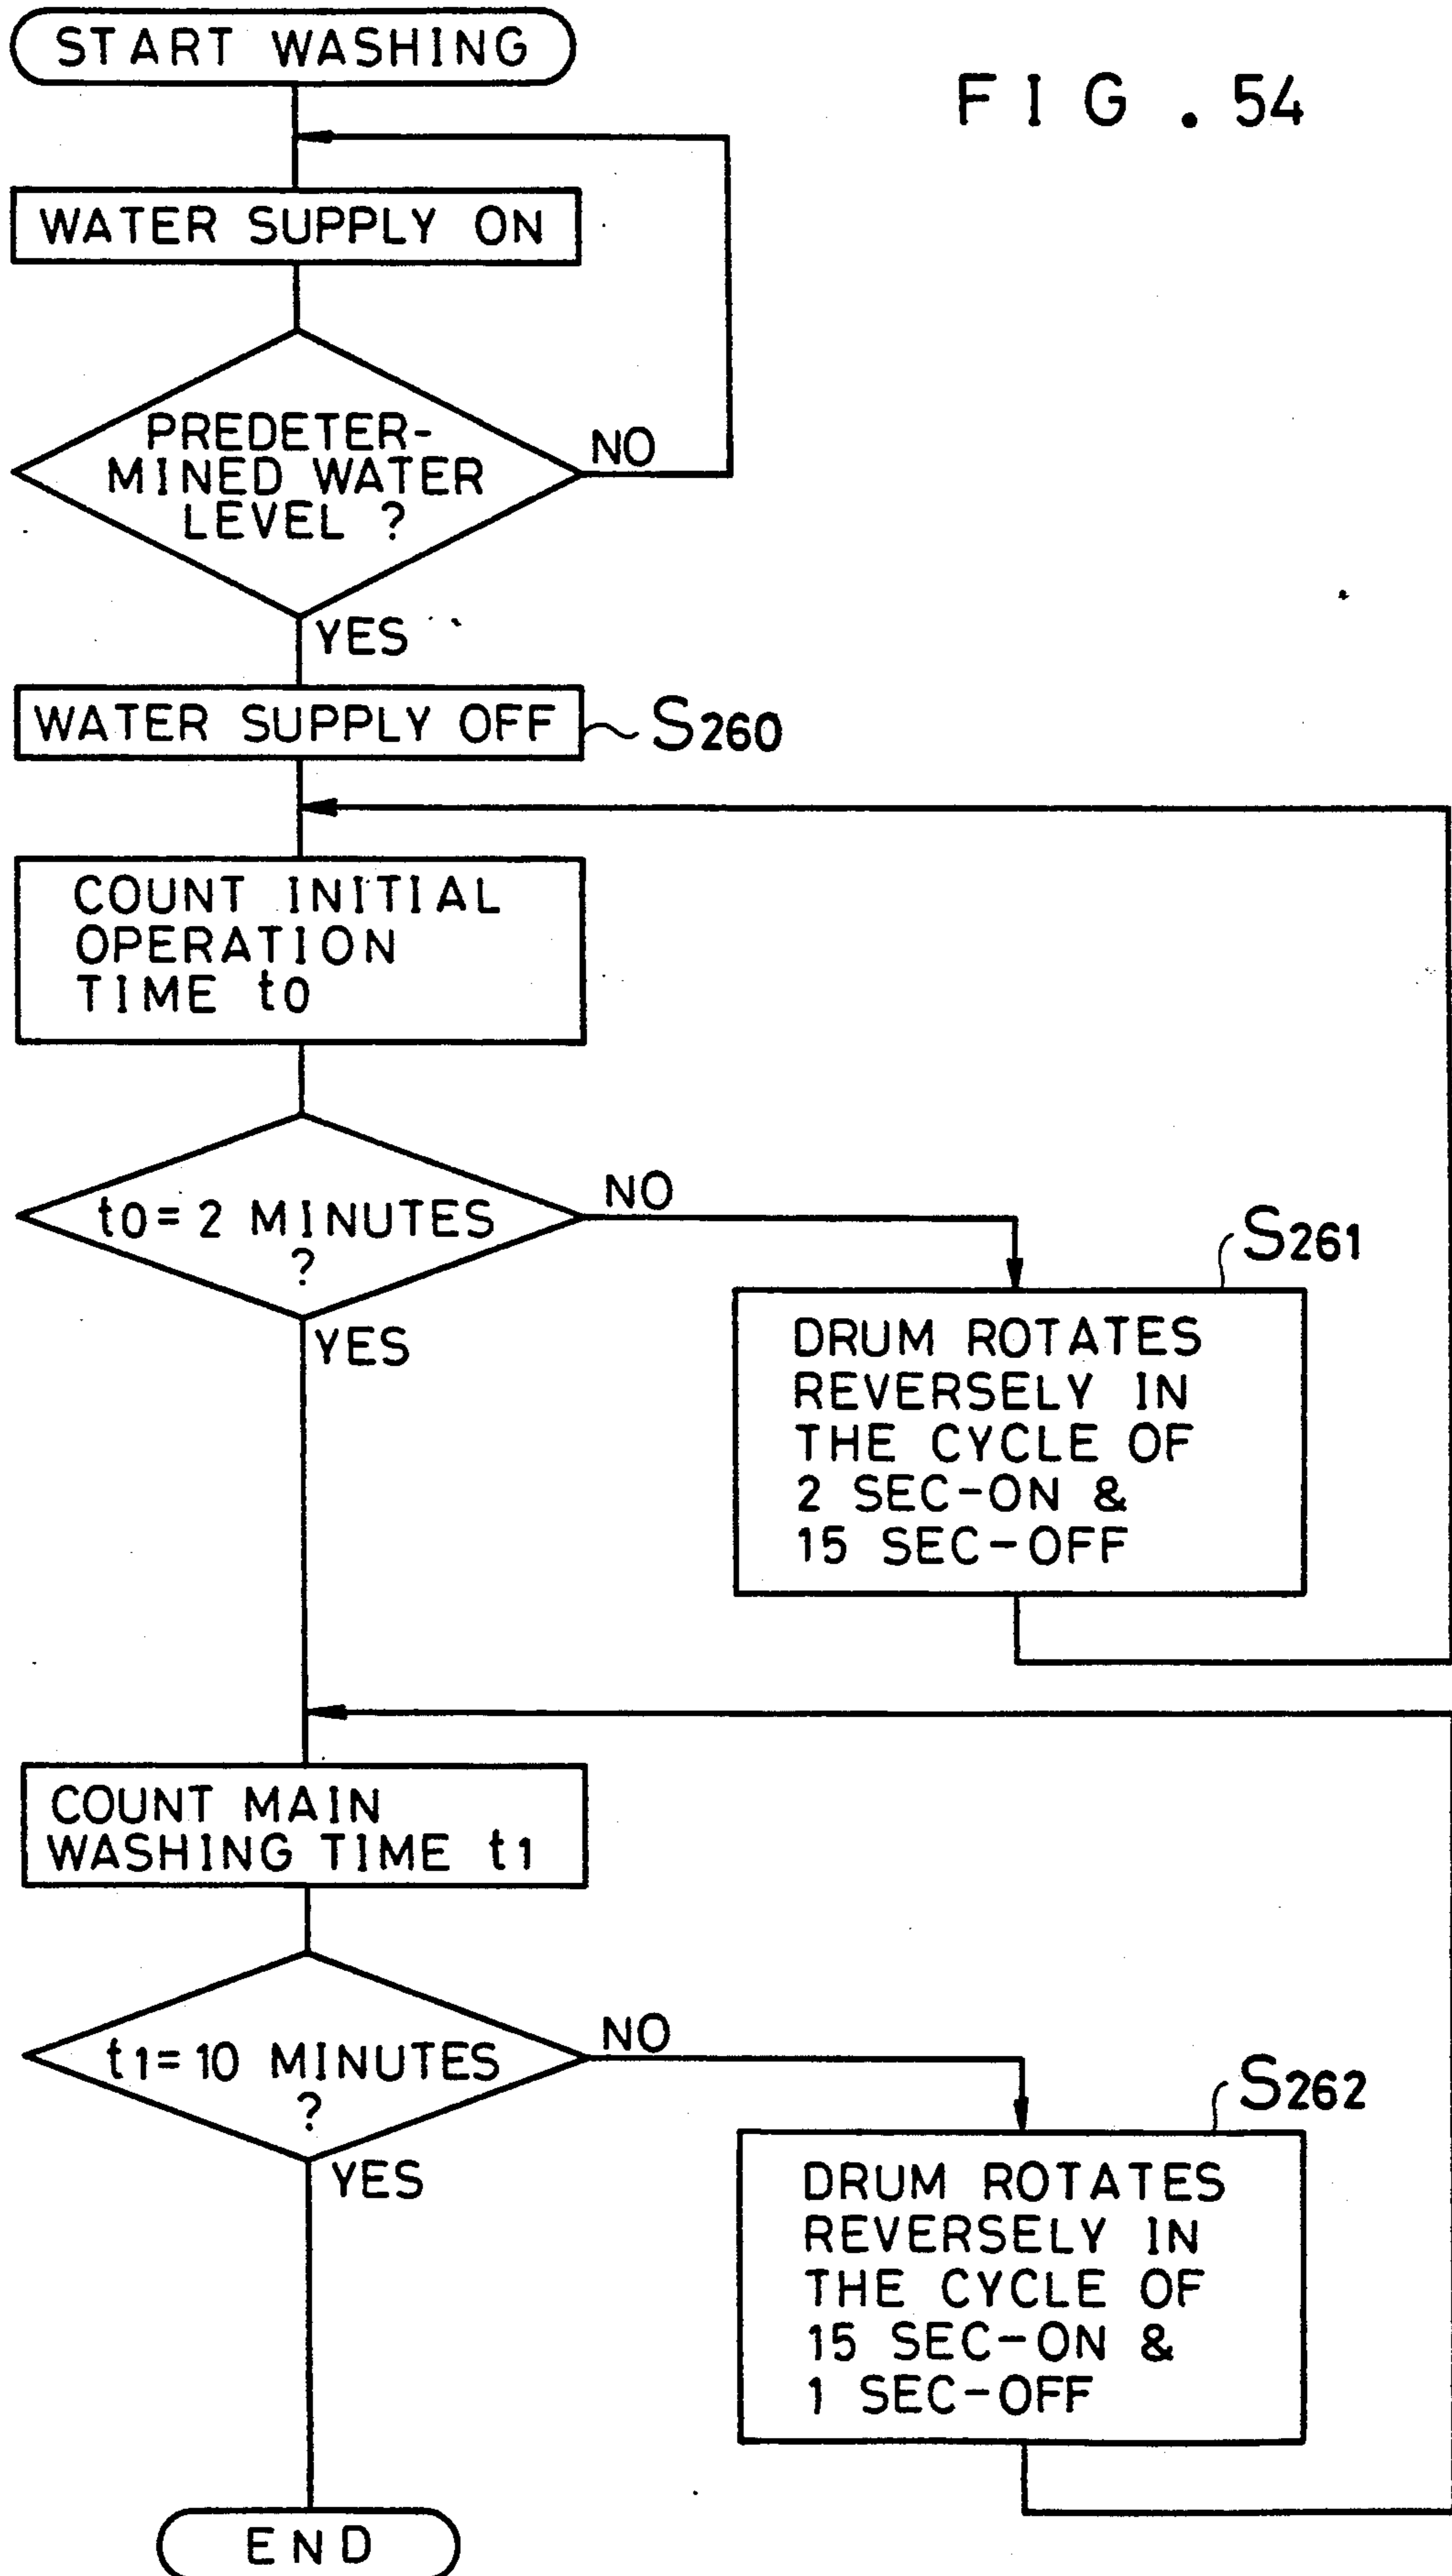 START WASHING
FIG. 54
WATER SUPPLY ON
PREDETER-
MINED WATER
LEVEL ?
NO
YES
WATER SUPPLY OFF
S260
COUNT INITIAL
OPERATION
TIME t0
t0=2 MINUTES
?
NO
YES
S261
DRUM ROTATES
REVERSELY IN
THE CYCLE OF
2 SEC-ON &
15 SEC-OFF
COUNT MAIN
WASHING TIME t1
t1=10 MINUTES
?
NO
YES
S262
DRUM ROTATES
REVERSELY IN
THE CYCLE OF
15 SEC-ON &
1 SEC-OFF
END